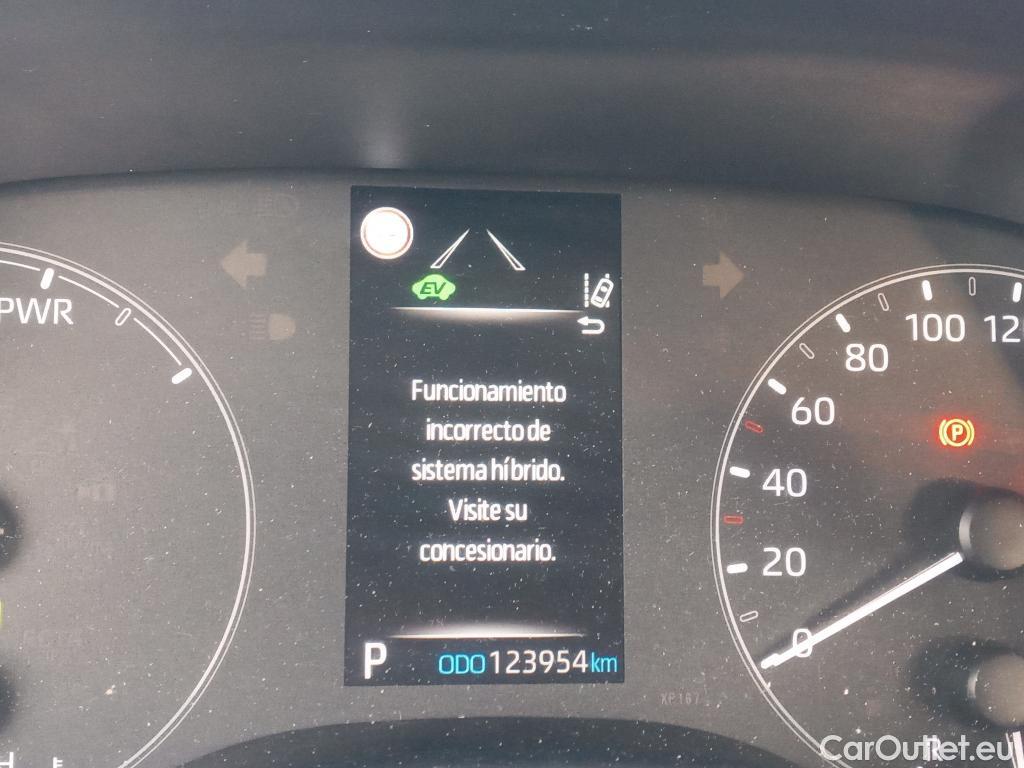 PWR
EV
Funcionamiento
incorrecto de
sistema híbrido.
Visite su
concesionario.
P
ODO 123954 km
100
80
60
40
20
0
P
XP167
H
E
CarOutlet.eu